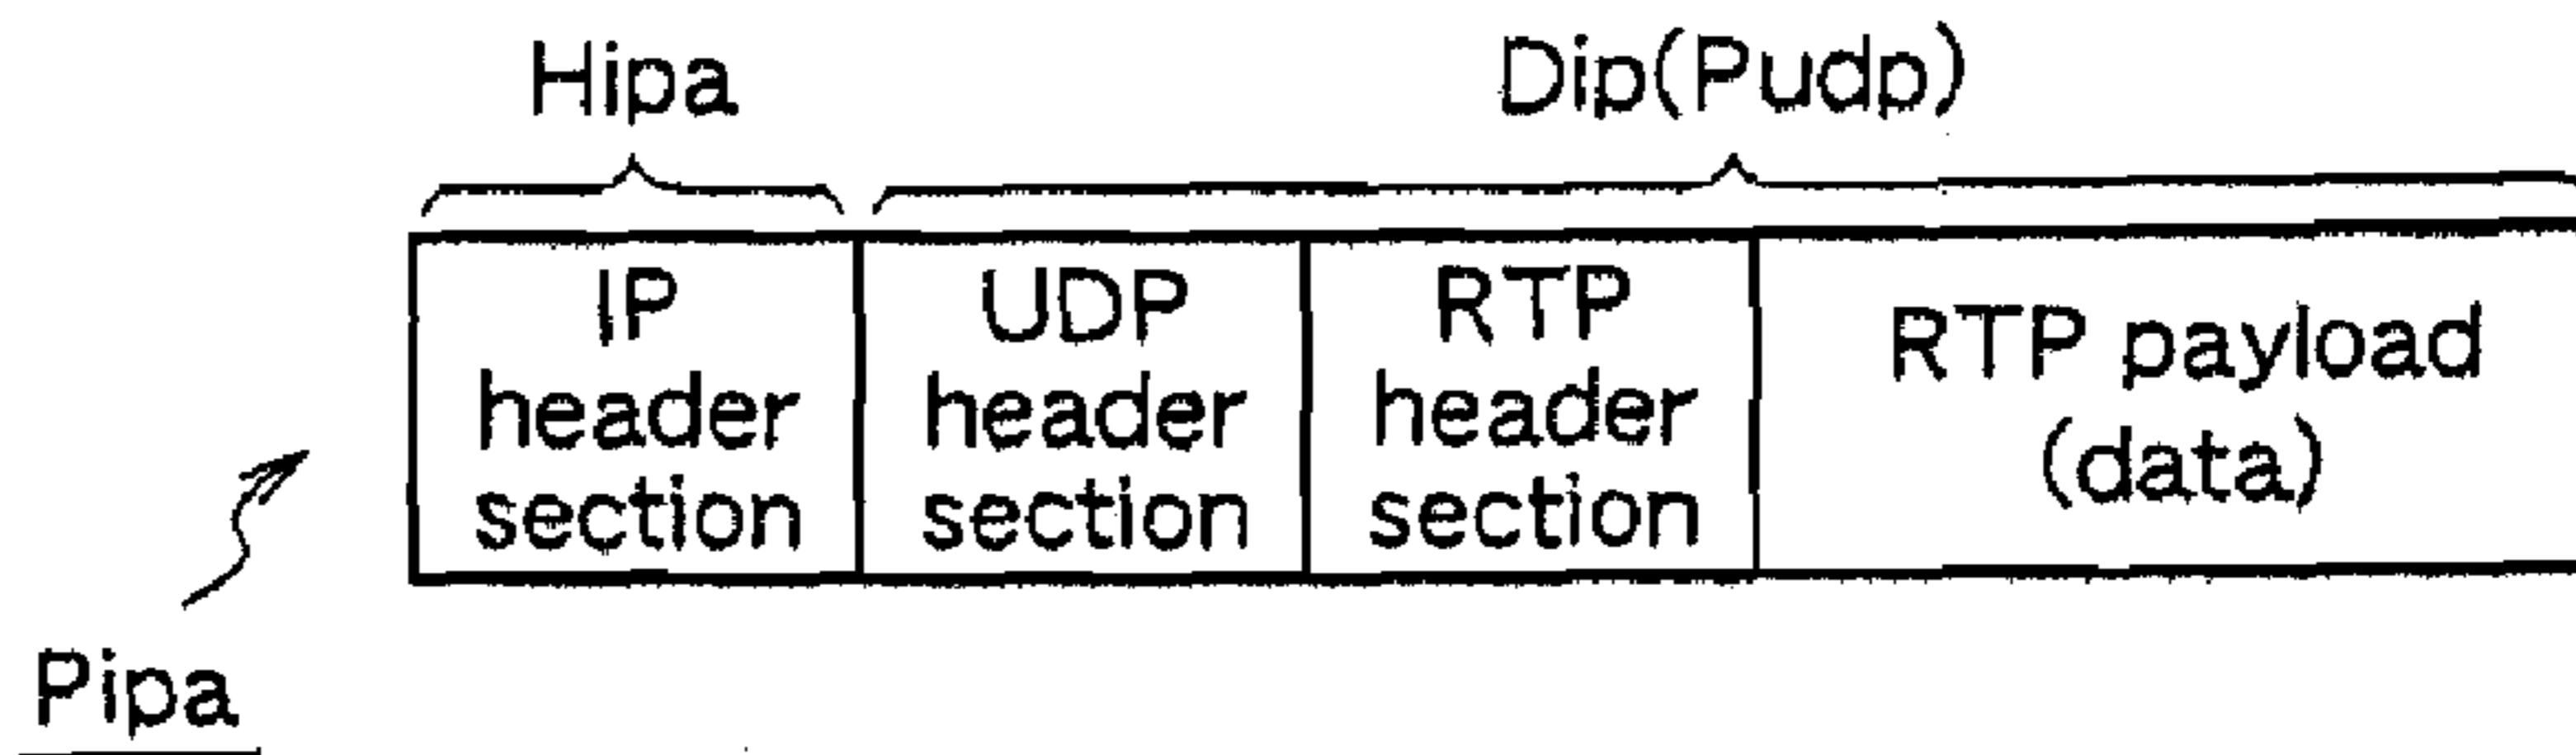 Hipa
Dip(Pudp)
IP
header
section
UDP
header
section
RTP
header
section
RTP payload
(data)
Pipa